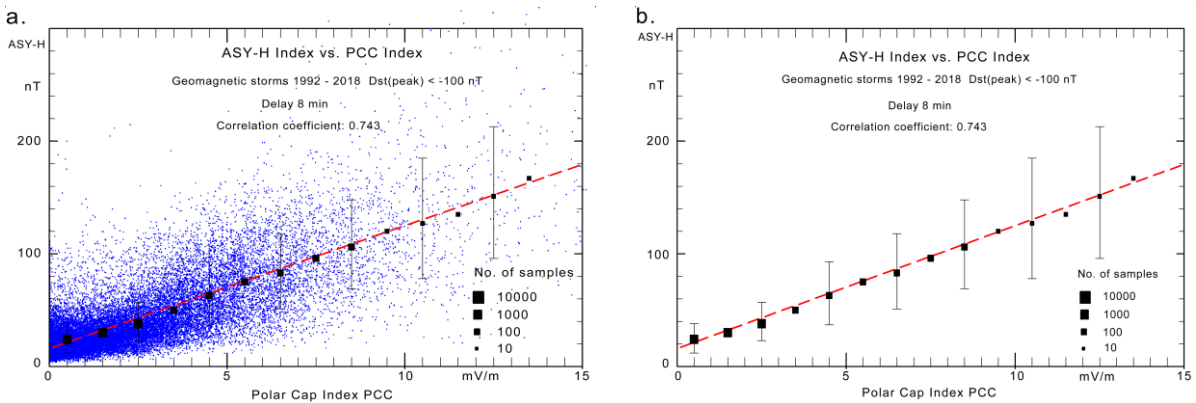 a.
ASY-H
ASY-H Index vs. PCC Index
Geomagnetic storms 1992 - 2018 Dst(peak) < -100 nT
nT
Delay 8 min
Correlation coefficient: 0.743
200
100
No. of samples
10000
1000
100
10
0
0
5
10
mV/m
15
Polar Cap Index PCC
b.
ASY-H
ASY-H Index vs. PCC Index
Geomagnetic storms 1992 - 2018 Dst(peak) < -100 nT
nT
Delay 8 min
Correlation coefficient: 0.743
200
100
No. of samples
10000
1000
100
10
0
0
5
10
mV/m
15
Polar Cap Index PCC